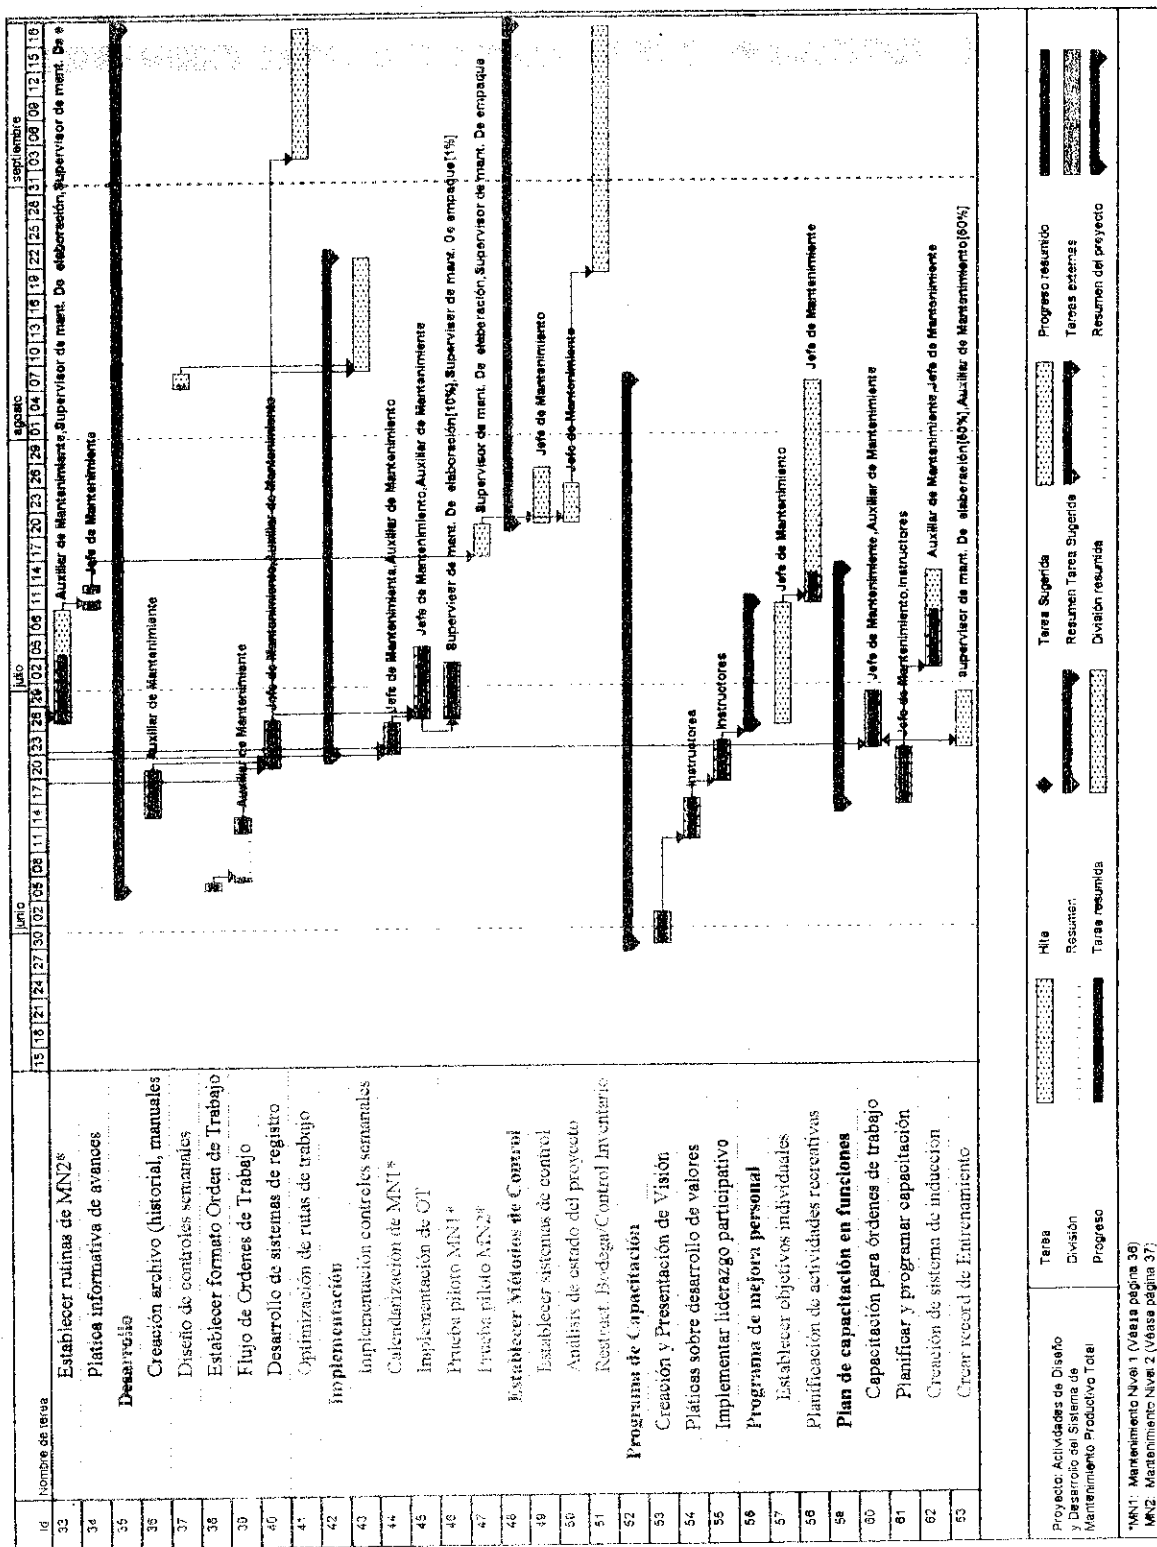 Id Nombre de tarea
junio julio agosto septiembre
15 18 21 24 27 30 02 05 08 11 14 17 20 23 26 29 02 05 08 11 14 17 20 23 26 29 01 04 07 10 13 16 19 22 25 28 31 03 06 09 12 15 18
33 Establecer rutinas de MN2* Auxiliar de Mantenimiento,Supervisor de mant. De elaboración,Supervisor de mant. De e
34 Platica informativa de avances Jefe de Mantenimiento
35 Desarrollo
36 Creación archivo (historial, manuales Auxiliar de Mantenimiento
37 Diseño de controles semanales
38 Establecer formato Orden de Trabajo
39 Flujo de Ordenes de Trabajo Auxiliar de Mantenimiento
40 Desarrollo de sistemas de registro Jefe de Mantenimiento,Auxiliar de Mantenimiento
41 Optimización de rutas de trabajo
42 Implementación
43 Implementación controles semanales
44 Calendarización de MN1* Jefe de Mantenimiento,Auxiliar de Mantenimiento
45 Implementación de OT Jefe de Mantenimiento,Auxiliar de Mantenimiento
46 Prueba piloto MN1* Supervisor de mant. De elaboración[10%],Supervisor de mant. De empaque[1%]
47 Prueba piloto MN2* Supervisor de mant. De elaboración,Supervisor de mant. De empaque
48 Establecer Métodos de Control
49 Establecer sistemas de control Jefe de Mantenimiento
50 Análisis de estado del proyecto Jefe de Mantenimiento
51 Restruct. Bodega/Control Inventario
52 Programa de Capacitación
53 Creación y Presentación de Visión
54 Pláticas sobre desarrollo de valores Instructores
55 Implementar liderazgo participativo Instructores
56 Programa de mejora personal
57 Establecer objetivos individuales Jefe de Mantenimiento
58 Planificación de actividades recreativas Jefe de Mantenimiento
59 Plan de capacitación en funciones
60 Capacitación para órdenes de trabajo Jefe de Mantenimiento,Auxiliar de Mantenimiento
61 Planificar y programar capacitación Jefe de Mantenimiento,Instructores
62 Creación de sistema de induccion Auxiliar de Mantenimiento,Jefe de Mantenimiento
63 Crear record de Entrenamiento supervisor de mant. De elaboración[60%],Auxiliar de Mantenimiento[60%]
Proyecto: Actividades de Diseño
y Desarrollo del Sistema de
Mantenimiento Productivo Total
Tarea Hito Tarea Sugerida Progreso resumido
División Resumen Resumen Tarea Sugerida Tareas externas
Progreso Tarea resumida División resumida Resumen del proyecto
*MN1: Mantenimiento Nivel 1 (Véase página 36)
MN2: Mantenimiento Nivel 2 (Véase página 37)